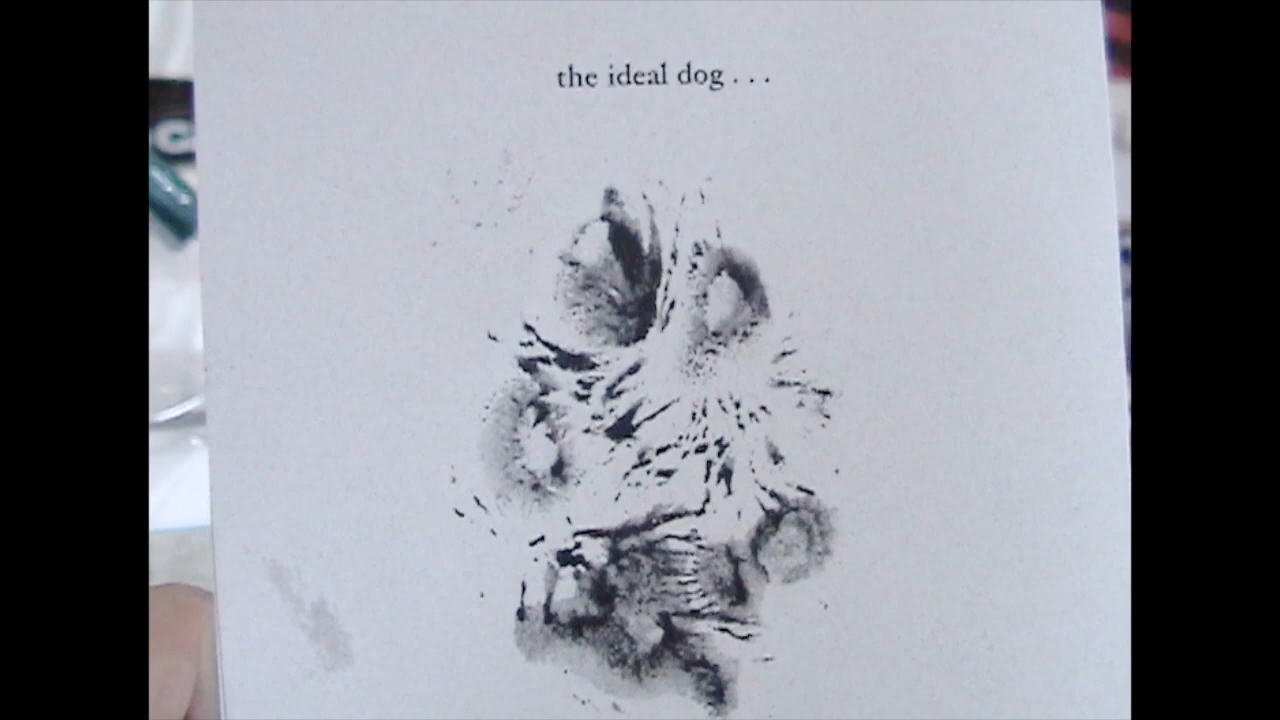 the ideal dog . . .